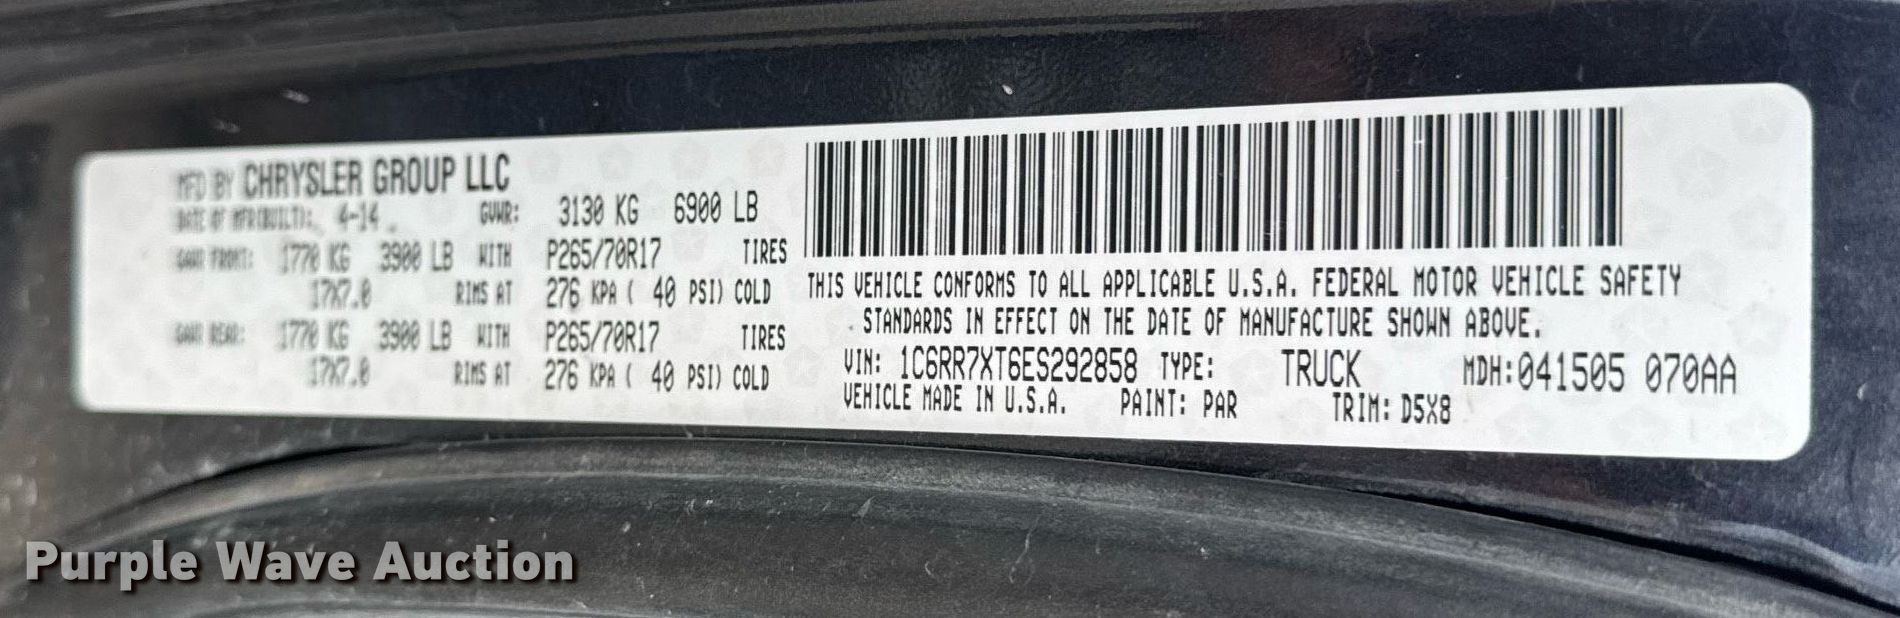 MFD BY CHRYSLER GROUP LLC
DATE OF MFR(BUILT): 4-14 GVWR: 3130 KG 6900 LB
GAWR FRONT: 1770 KG 3900 LB WITH P265/70R17 TIRES
17X7.0 RIMS AT 276 KPA ( 40 PSI) COLD
GAWR REAR: 1770 KG 3900 LB WITH P265/70R17 TIRES
17X7.0 RIMS AT 276 KPA ( 40 PSI) COLD
THIS VEHICLE CONFORMS TO ALL APPLICABLE U.S.A. FEDERAL MOTOR VEHICLE SAFETY
STANDARDS IN EFFECT ON THE DATE OF MANUFACTURE SHOWN ABOVE.
VIN: 1C6RR7XT6ES292858 TYPE: TRUCK MDH:041505 070AA
VEHICLE MADE IN U.S.A. PAINT: PAR TRIM: D5X8
Purple Wave Auction